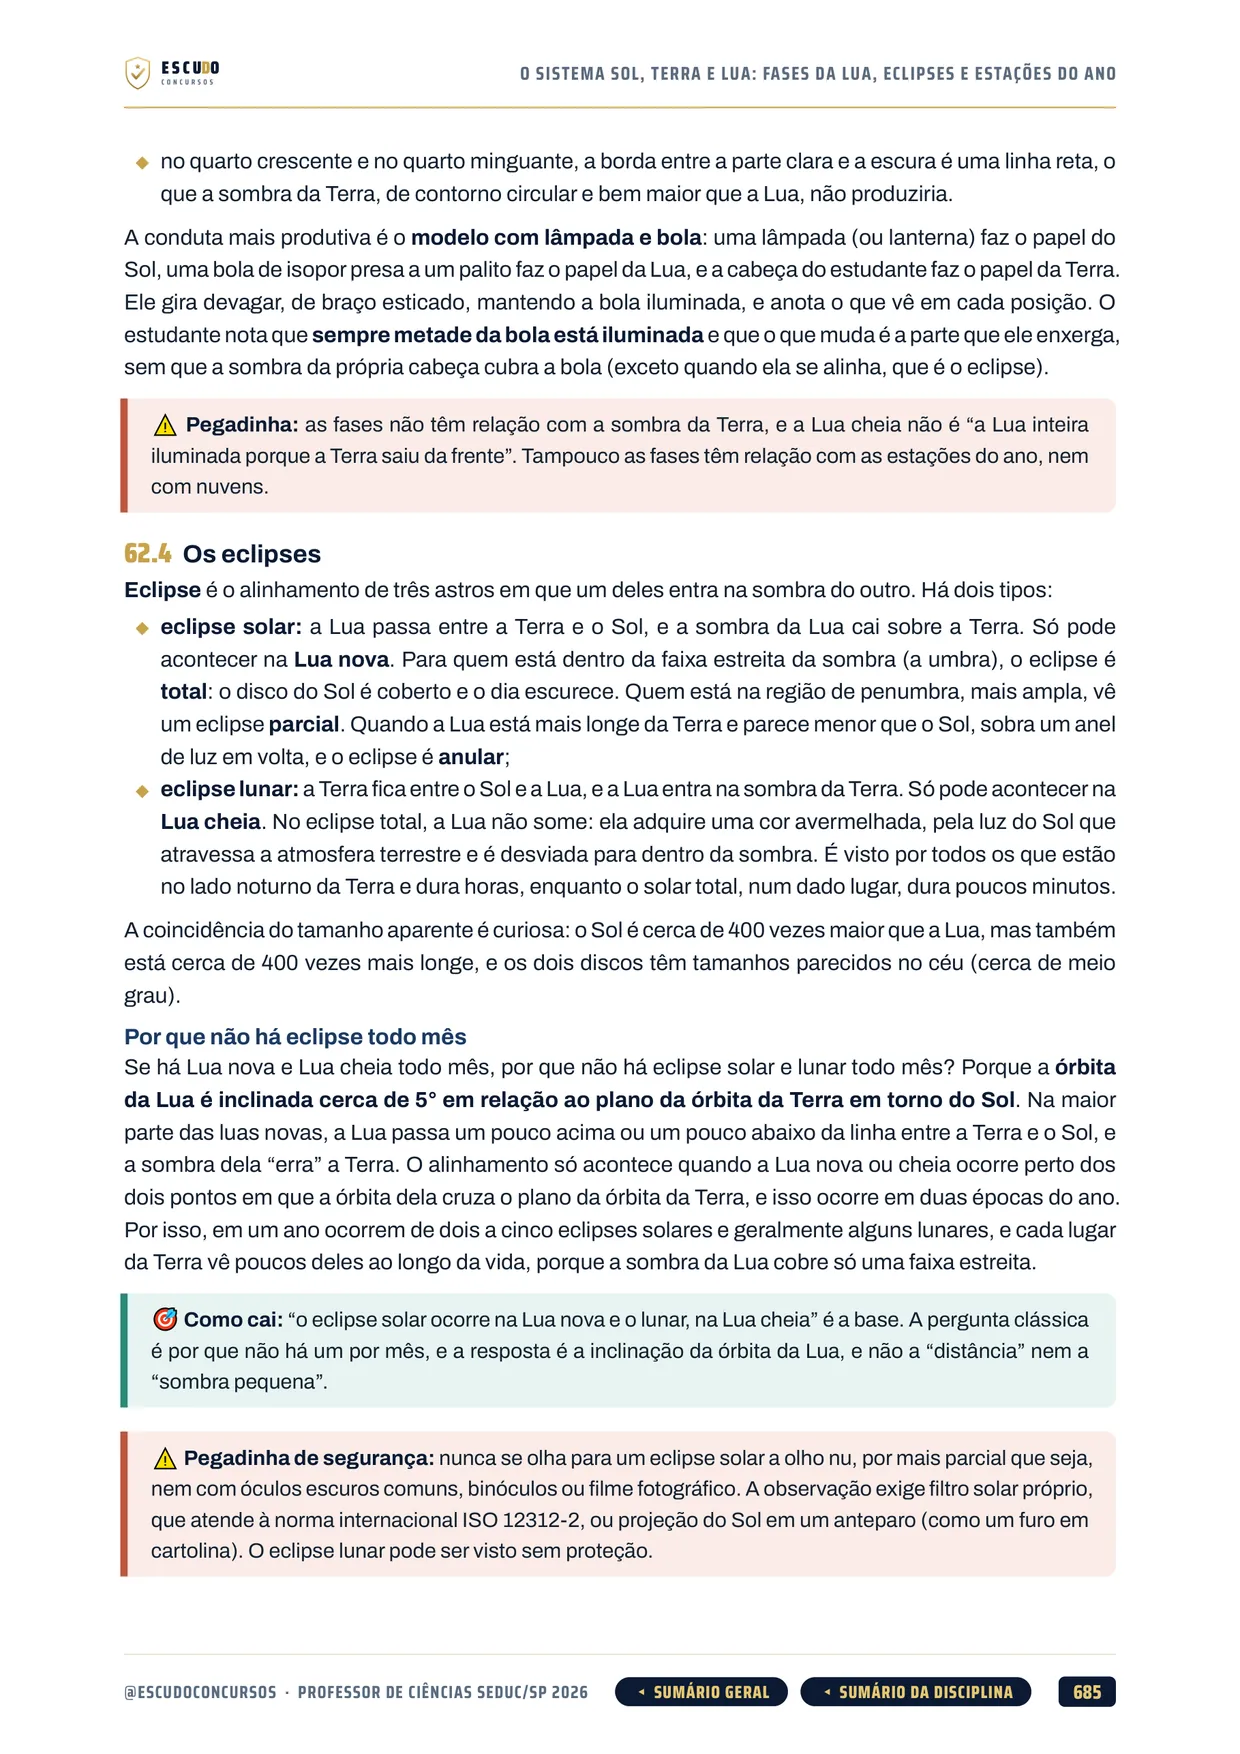 ESCUDO
CONCURSOS
O SISTEMA SOL, TERRA E LUA: FASES DA LUA, ECLIPSES E ESTAÇÕES DO ANO
no quarto crescente e no quarto minguante, a borda entre a parte clara e a escura é uma linha reta, o
que a sombra da Terra, de contorno circular e bem maior que a Lua, não produziria.
A conduta mais produtiva é o modelo com lâmpada e bola: uma lâmpada (ou lanterna) faz o papel do
Sol, uma bola de isopor presa a um palito faz o papel da Lua, e a cabeça do estudante faz o papel da Terra.
Ele gira devagar, de braço esticado, mantendo a bola iluminada, e anota o que vê em cada posição. O
estudante nota que sempre metade da bola está iluminada e que o que muda é a parte que ele enxerga,
sem que a sombra da própria cabeça cubra a bola (exceto quando ela se alinha, que é o eclipse).
⚠️ Pegadinha: as fases não têm relação com a sombra da Terra, e a Lua cheia não é “a Lua inteira
iluminada porque a Terra saiu da frente”. Tampouco as fases têm relação com as estações do ano, nem
com nuvens.
62.4 Os eclipses
Eclipse é o alinhamento de três astros em que um deles entra na sombra do outro. Há dois tipos:
eclipse solar: a Lua passa entre a Terra e o Sol, e a sombra da Lua cai sobre a Terra. Só pode
acontecer na Lua nova. Para quem está dentro da faixa estreita da sombra (a umbra), o eclipse é
total: o disco do Sol é coberto e o dia escurece. Quem está na região de penumbra, mais ampla, vê
um eclipse parcial. Quando a Lua está mais longe da Terra e parece menor que o Sol, sobra um anel
de luz em volta, e o eclipse é anular;
eclipse lunar: a Terra fica entre o Sol e a Lua, e a Lua entra na sombra da Terra. Só pode acontecer na
Lua cheia. No eclipse total, a Lua não some: ela adquire uma cor avermelhada, pela luz do Sol que
atravessa a atmosfera terrestre e é desviada para dentro da sombra. É visto por todos os que estão
no lado noturno da Terra e dura horas, enquanto o solar total, num dado lugar, dura poucos minutos.
A coincidência do tamanho aparente é curiosa: o Sol é cerca de 400 vezes maior que a Lua, mas também
está cerca de 400 vezes mais longe, e os dois discos têm tamanhos parecidos no céu (cerca de meio
grau).
Por que não há eclipse todo mês
Se há Lua nova e Lua cheia todo mês, por que não há eclipse solar e lunar todo mês? Porque a órbita
da Lua é inclinada cerca de 5° em relação ao plano da órbita da Terra em torno do Sol. Na maior
parte das luas novas, a Lua passa um pouco acima ou um pouco abaixo da linha entre a Terra e o Sol, e
a sombra dela “erra” a Terra. O alinhamento só acontece quando a Lua nova ou cheia ocorre perto dos
dois pontos em que a órbita dela cruza o plano da órbita da Terra, e isso ocorre em duas épocas do ano.
Por isso, em um ano ocorrem de dois a cinco eclipses solares e geralmente alguns lunares, e cada lugar
da Terra vê poucos deles ao longo da vida, porque a sombra da Lua cobre só uma faixa estreita.
🎯 Como cai: “o eclipse solar ocorre na Lua nova e o lunar, na Lua cheia” é a base. A pergunta clássica
é por que não há um por mês, e a resposta é a inclinação da órbita da Lua, e não a “distância” nem a
“sombra pequena”.
⚠️ Pegadinha de segurança: nunca se olha para um eclipse solar a olho nu, por mais parcial que seja,
nem com óculos escuros comuns, binóculos ou filme fotográfico. A observação exige filtro solar próprio,
que atende à norma internacional ISO 12312-2, ou projeção do Sol em um anteparo (como um furo em
cartolina). O eclipse lunar pode ser visto sem proteção.
@ESCUDOCONCURSOS · PROFESSOR DE CIÊNCIAS SEDUC/SP 2026
SUMÁRIO GERAL
SUMÁRIO DA DISCIPLINA
685